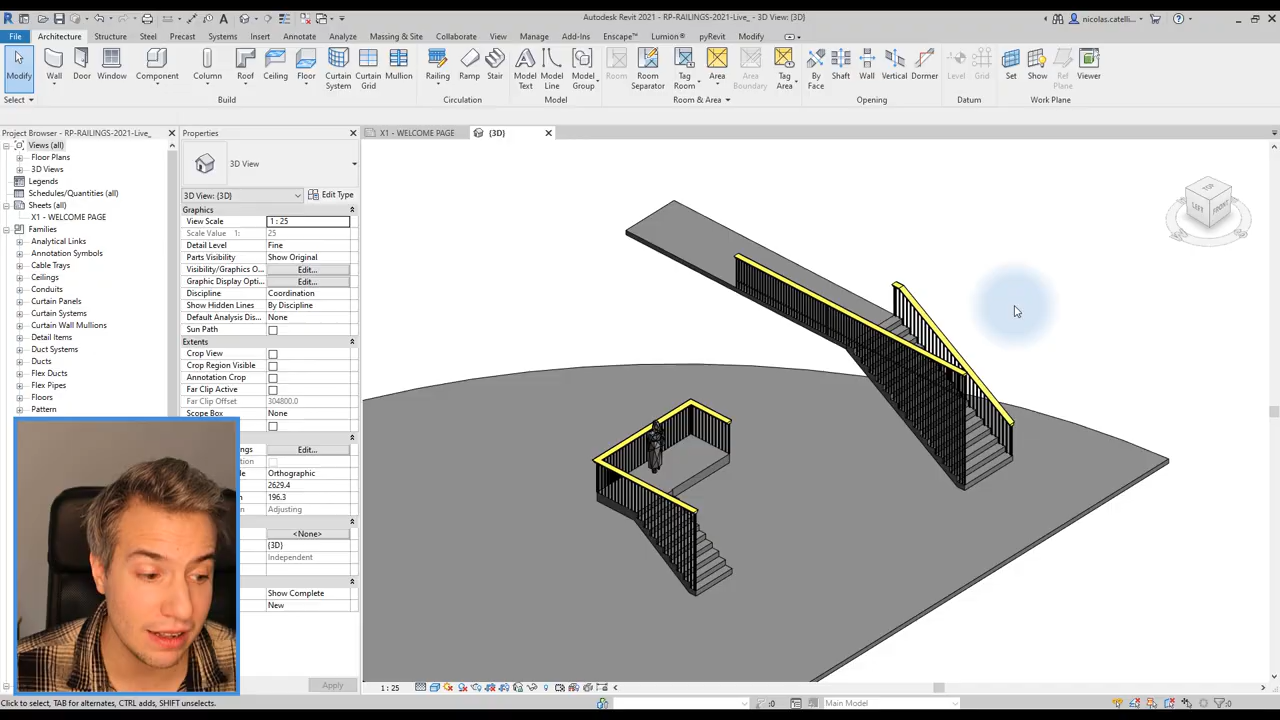 Autodesk Revit 2021 - RP-RAILINGS-2021-Live_ - 3D View: {3D}
nicolas.catelli...
File Architecture Structure Steel Precast Systems Insert Annotate Analyze Massing & Site Collaborate View Manage Add-Ins Enscape™ Lumion® pyRevit Modify
Modify Wall Door Window Component Column Roof Ceiling Floor Curtain System Curtain Grid Mullion Railing Ramp Stair Model Text Model Line Model Group Room Room Separator Tag Room Area Area Boundary Tag Area By Face Shaft Wall Vertical Dormer Level Grid Set Show Ref Plane Viewer
Select Build Circulation Model Room & Area Opening Datum Work Plane
Project Browser - RP-RAILINGS-2021-Live_
Views (all)
Floor Plans
3D Views
Legends
Schedules/Quantities (all)
Sheets (all)
X1 - WELCOME PAGE
Families
Analytical Links
Annotation Symbols
Cable Trays
Ceilings
Conduits
Curtain Panels
Curtain Systems
Curtain Wall Mullions
Detail Items
Duct Systems
Ducts
Flex Ducts
Flex Pipes
Floors
Pattern
Properties
3D View
3D View: {3D}
Edit Type
Graphics
View Scale 1 : 25
Scale Value 1: 25
Detail Level Fine
Parts Visibility Show Original
Visibility/Graphics O... Edit...
Graphic Display Opti... Edit...
Discipline Coordination
Show Hidden Lines By Discipline
Default Analysis Dis... None
Sun Path
Extents
Crop View
Crop Region Visible
Annotation Crop
Far Clip Active
Far Clip Offset 304800.0
Scope Box None
Edit...
Orthographic
2629.4
196.3
Adjusting
<None>
{3D}
Independent
Show Complete
New
Apply
X1 - WELCOME PAGE
{3D}
TOP
LEFT
FRONT
1 : 25
Click to select, TAB for alternates, CTRL adds, SHIFT unselects.
:0
Main Model
:0